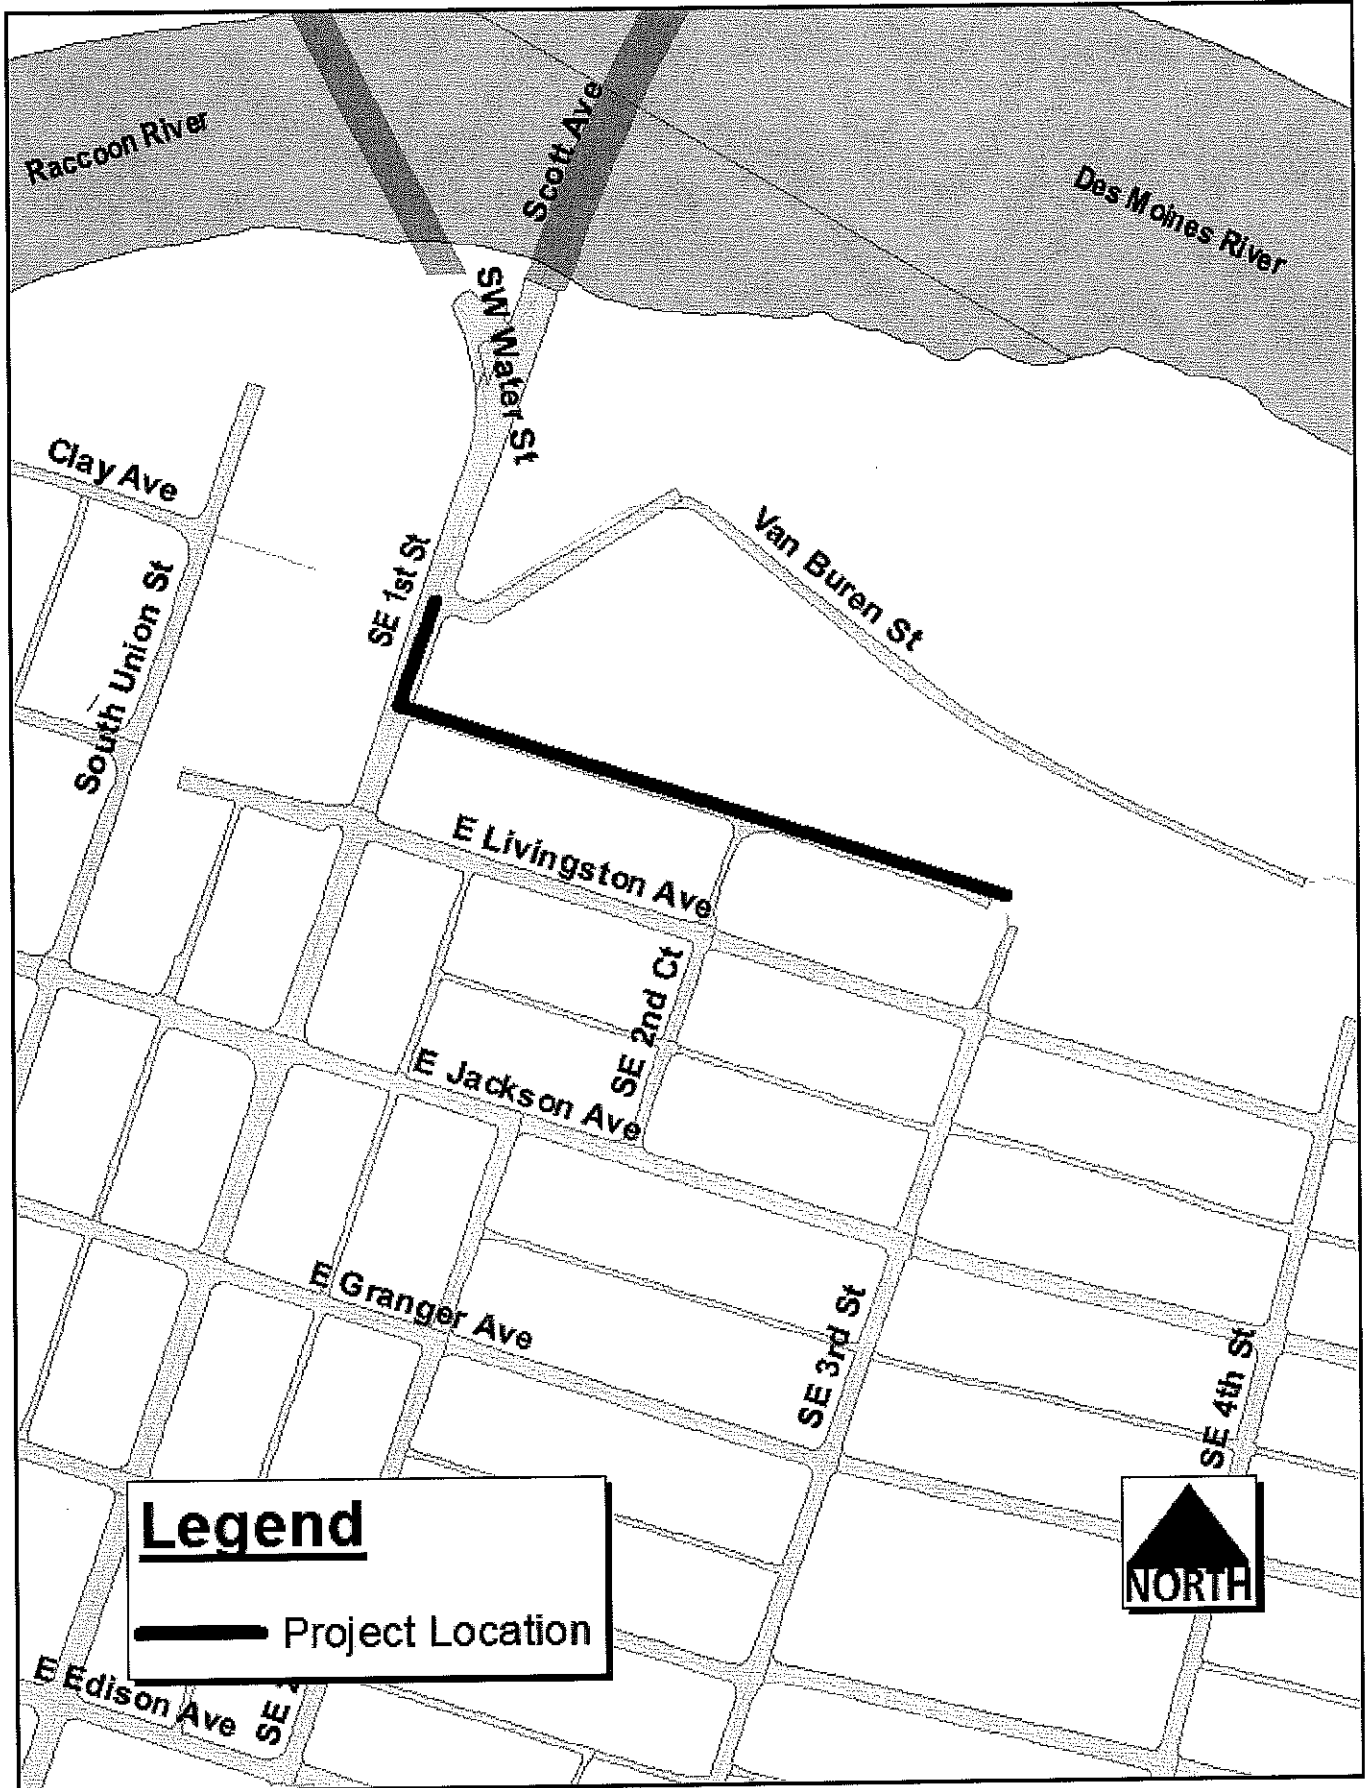 Raccoon River
Scott Ave
Des Moines River
SW Water St
Clay Ave
SE 1st St
Van Buren St
South Union St
E Livingston Ave
SE 2nd Ct
E Jackson Ave
E Granger Ave
SE 3rd St
SE 4th St
Legend
Project Location
NORTH
E Edison Ave
SE